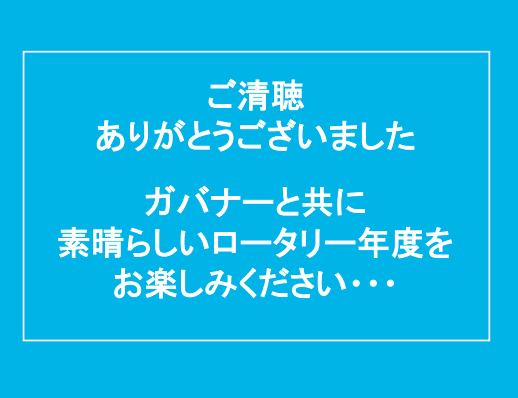 ご清聴
ありがとうございました
ガバナーと共に
素晴らしいロータリー年度を
お楽しみください・・・